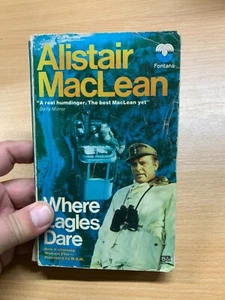 Alistair
MacLean
Fontana
"A real humdinger. The best MacLean yet"
Daily Mirror
Where
Eagles
Dare